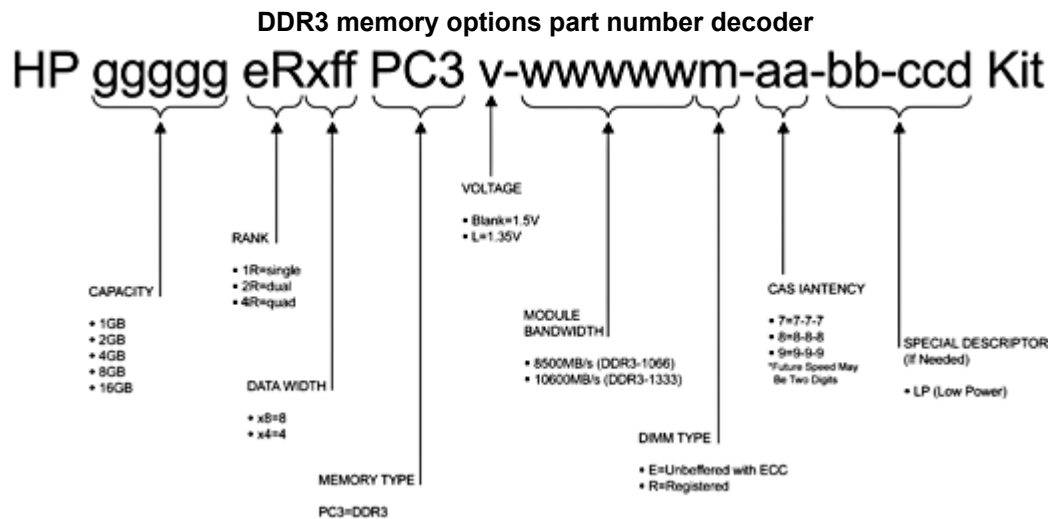 DDR3 memory options part number decoder
HP ggggg eRxff PC3 v-wwwwwm-aa-bb-ccd Kit
VOLTAGE
▪ Blank=1.5V
▪ L=1.35V
RANK
▪ 1R=single
▪ 2R=dual
▪ 4R=quad
CAPACITY
• 1GB
• 2GB
• 4GB
• 8GB
• 16GB
CAS IANTENCY
▪ 7=7-7-7
▪ 8=8-8-8
▪ 9=9-9-9
*Future Speed May
Be Two Digits
MODULE
BANDWIDTH
▪ 8500MB/s (DDR3-1066)
▪ 10600MB/s (DDR3-1333)
SPECIAL DESCRIPTOR
(If Needed)
• LP (Low Power)
DATA WIDTH
• x8=8
• x4=4
DIMM TYPE
• E=Unbeffered with ECC
• R=Registered
MEMORY TYPE
PC3=DDR3